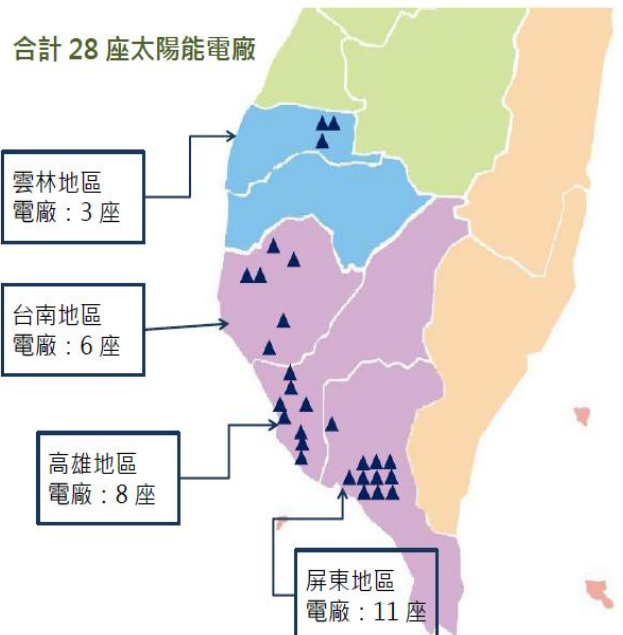 合計 28 座太陽能電廠
雲林地區
電廠：3 座
台南地區
電廠：6 座
高雄地區
電廠：8 座
屏東地區
電廠：11 座